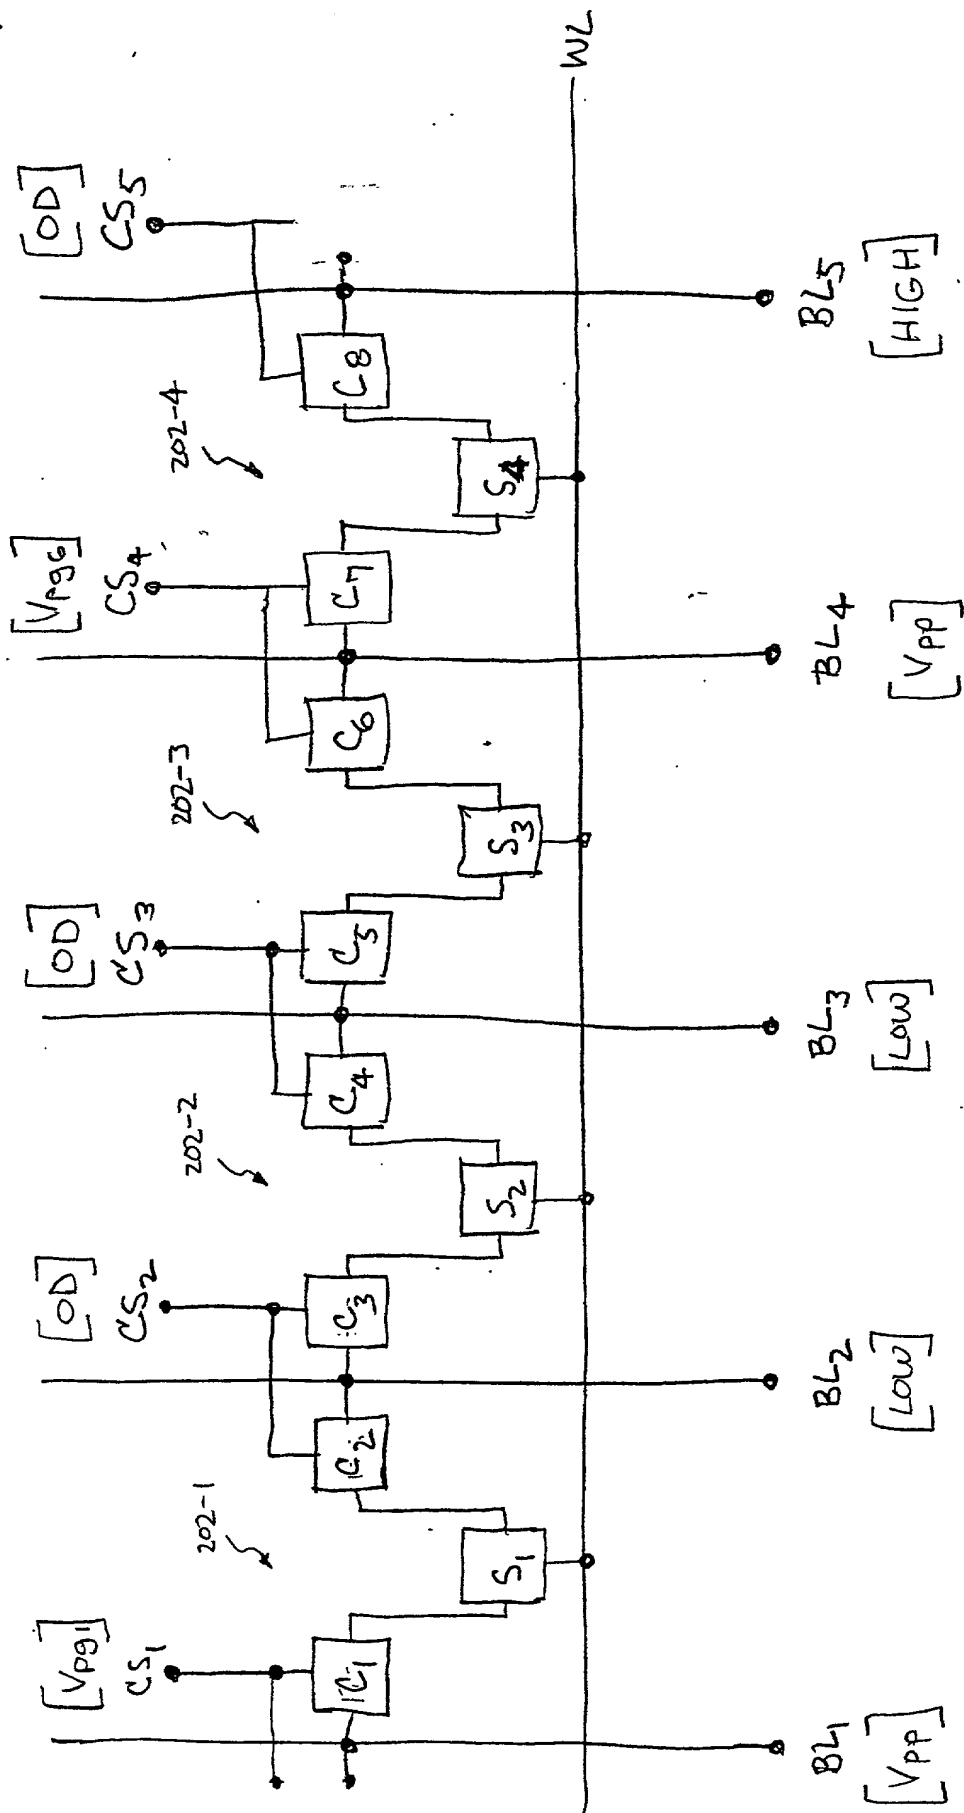 [Vpg1] [OD] [OD] [Vpg6] [OD]
CS1 CS2 CS3 CS4 CS5
202-1 202-2 202-3 202-4
C1 C2 C3 C4 C5 C6 C7 C8
S1 S2 S3 S4
WL
BL1 BL2 BL3 BL4 BL5
[Vpp] [LOW] [LOW] [Vpp] [HIGH]